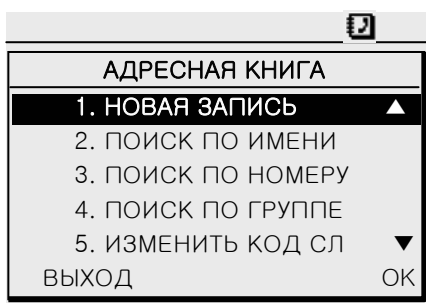 АДРЕСНАЯ КНИГА
1. НОВАЯ ЗАПИСЬ ▲
2. ПОИСК ПО ИМЕНИ
3. ПОИСК ПО НОМЕРУ
4. ПОИСК ПО ГРУППЕ
5. ИЗМЕНИТЬ КОД СЛ ▼
ВЫХОД OK